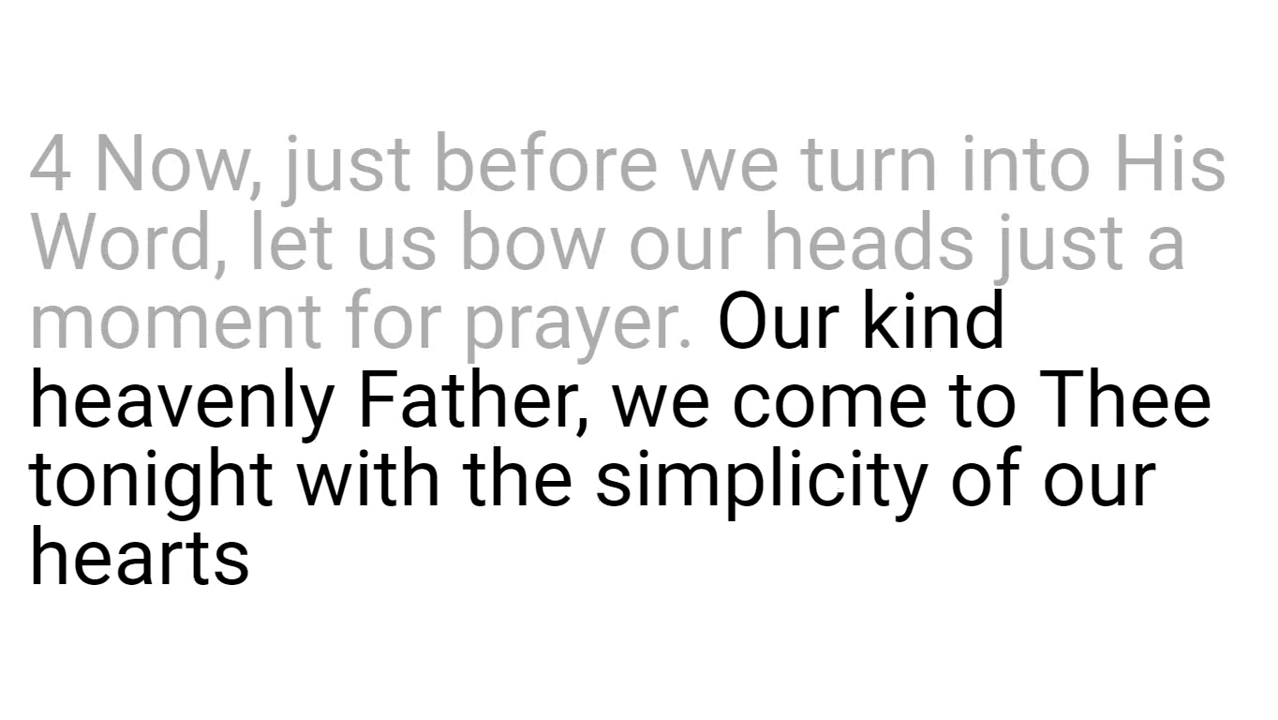 4 Now, just before we turn into His
Word, let us bow our heads just a
moment for prayer. Our kind
heavenly Father, we come to Thee
tonight with the simplicity of our
hearts